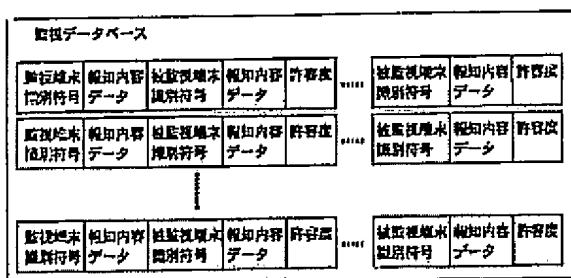 監視データベース
監視端末 報知内容 被監視端末 報知内容 許容度 被監視端末 報知内容 許容度
識別符号 データ 識別符号 データ 識別符号 データ
監視端末 報知内容 被監視端末 報知内容 許容度 被監視端末 報知内容 許容度
識別符号 データ 識別符号 データ 識別符号 データ
監視端末 報知内容 被監視端末 報知内容 許容度 被監視端末 報知内容 許容度
識別符号 データ 識別符号 データ 識別符号 データ